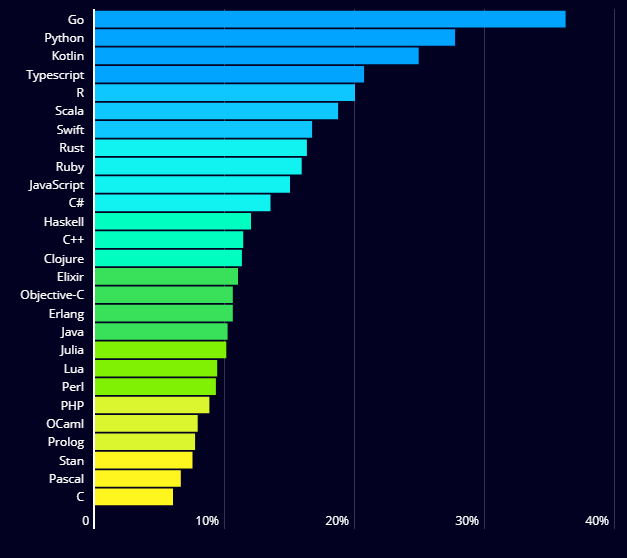 Go
Python
Kotlin
Typescript
R
Scala
Swift
Rust
Ruby
JavaScript
C#
Haskell
C++
Clojure
Elixir
Objective-C
Erlang
Java
Julia
Lua
Perl
PHP
OCaml
Prolog
Stan
Pascal
C
0 10% 20% 30% 40%